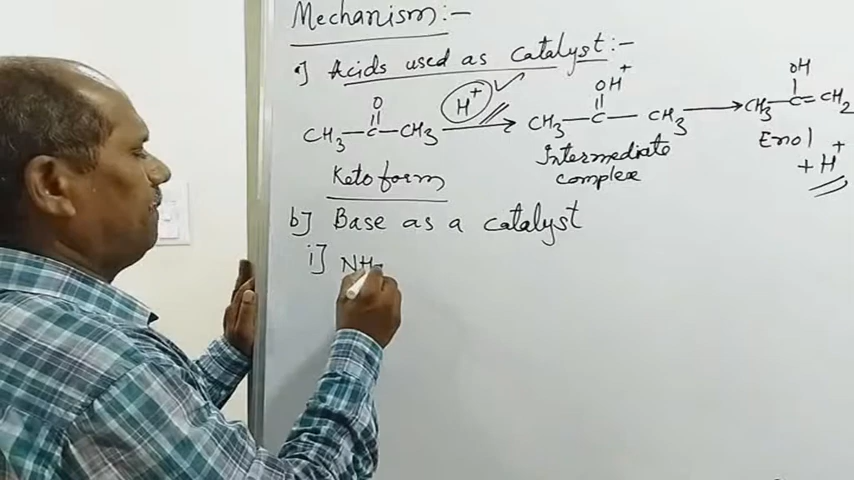 Mechanism:-
a] Acids used as catalyst:-
O
||
CH3—C—CH3
H+ ✓
→
OH+
||
CH3—C—CH3
→
OH
|
CH3—C=CH2
Keto form
Intermediate
complex
Enol
+ H+
b] Base as a catalyst
i] NH